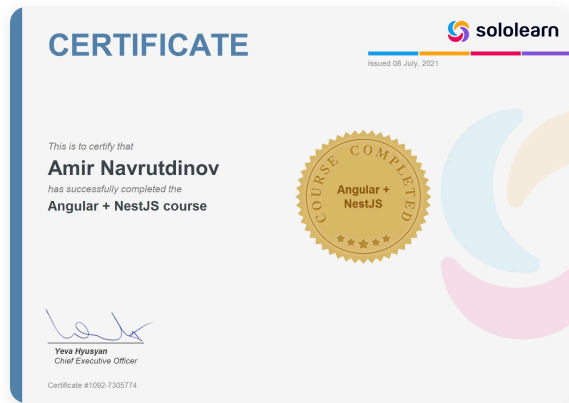 CERTIFICATE
sololearn
Issued 08 July, 2021
This is to certify that
Amir Navrutdinov
has successfully completed the
Angular + NestJS course
COURSE COMPLETED
Angular +
NestJS
Yeva Hyusyan
Chief Executive Officer
Certificate #1092-7305774